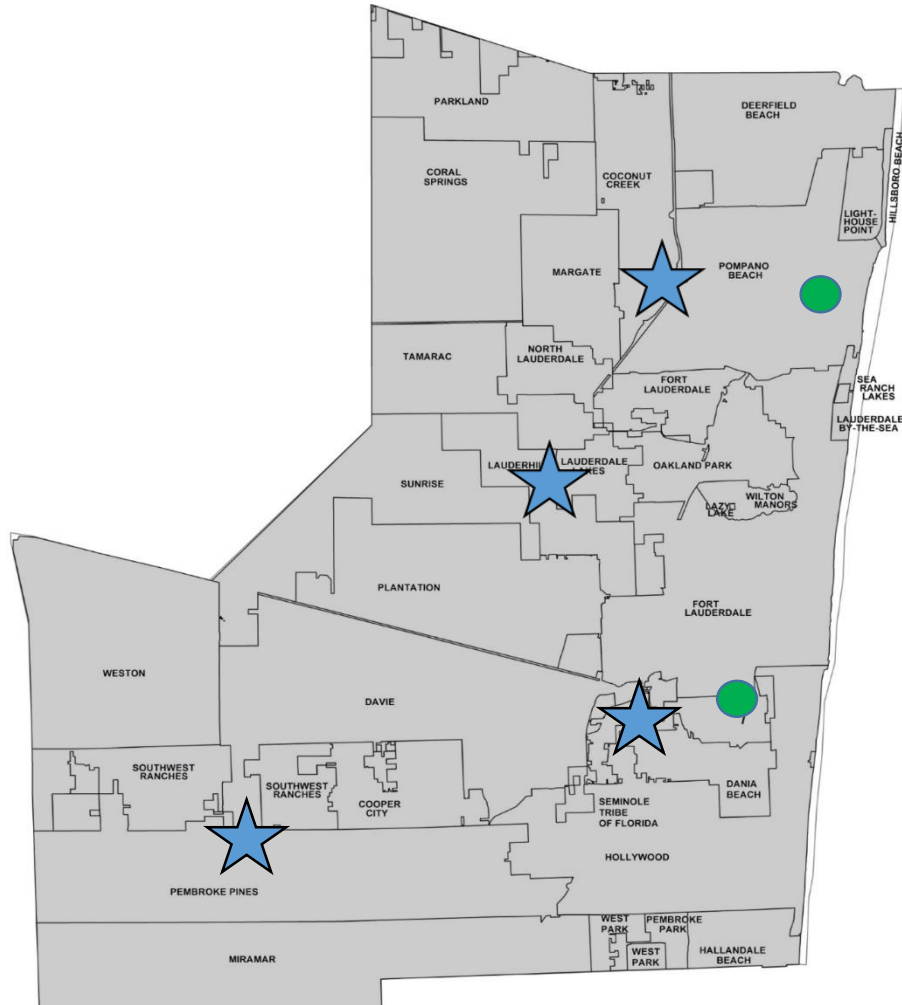 PARKLAND
DEERFIELD
BEACH
CORAL
SPRINGS
COCONUT
CREEK
HILLSBORO BEACH
LIGHT-
HOUSE
POINT
MARGATE
POMPANO
BEACH
TAMARAC
NORTH
LAUDERDALE
FORT
LAUDERDALE
SEA
RANCH
LAKES
LAUDERDALE
BY-THE-SEA
LAUDERHILL
LAUDERDALE
LAKES
OAKLAND PARK
SUNRISE
WILTON
MANORS
LAZY
LAKE
PLANTATION
FORT
LAUDERDALE
WESTON
DAVIE
SOUTHWEST
RANCHES
SOUTHWEST
RANCHES
COOPER
CITY
DANIA
BEACH
SEMINOLE
TRIBE
OF FLORIDA
HOLLYWOOD
PEMBROKE PINES
WEST
PARK
PEMBROKE
PARK
WEST
PARK
HALLANDALE
BEACH
MIRAMAR